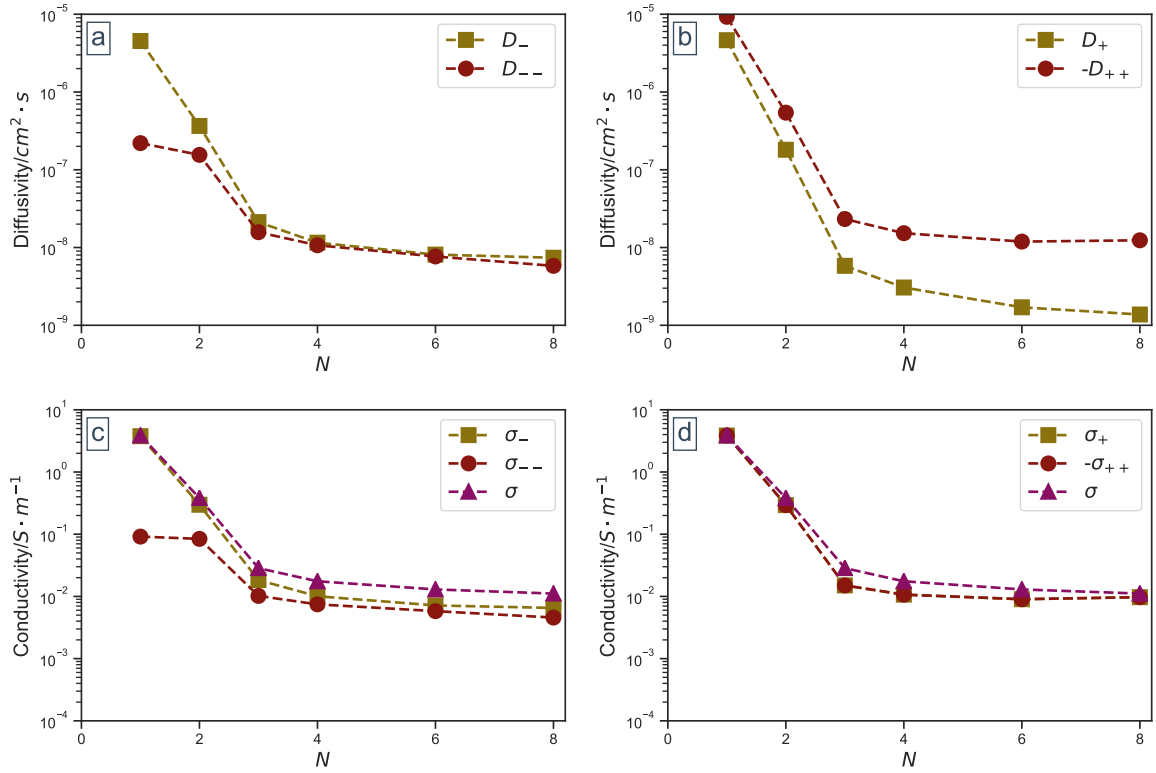 a
10⁻⁵
10⁻⁶
10⁻⁷
10⁻⁸
10⁻⁹
Diffusivity/cm² · s
D₋
D₋₋
0 2 4 6 8
N
b
10⁻⁵
10⁻⁶
10⁻⁷
10⁻⁸
10⁻⁹
Diffusivity/cm² · s
D₊
-D₊₊
0 2 4 6 8
N
c
10¹
10⁰
10⁻¹
10⁻²
10⁻³
10⁻⁴
Conductivity/S · m⁻¹
σ₋
σ₋₋
σ
0 2 4 6 8
N
d
10¹
10⁰
10⁻¹
10⁻²
10⁻³
10⁻⁴
Conductivity/S · m⁻¹
σ₊
-σ₊₊
σ
0 2 4 6 8
N